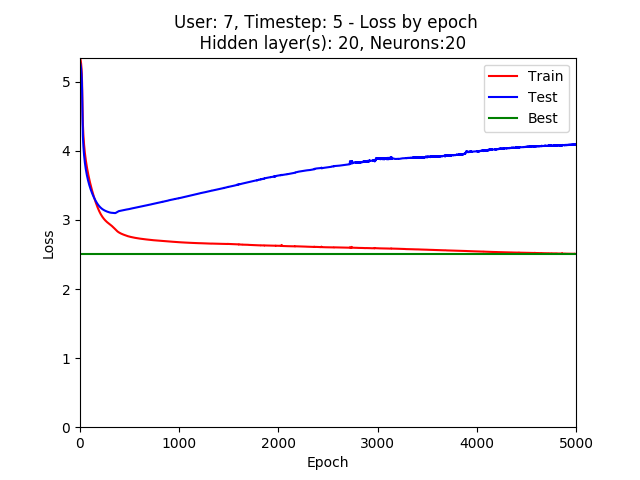 User: 7, Timestep: 5 - Loss by epoch
Hidden layer(s): 20, Neurons:20
Train
Test
Best
5
4
3
2
1
0
Loss
0 1000 2000 3000 4000 5000
Epoch